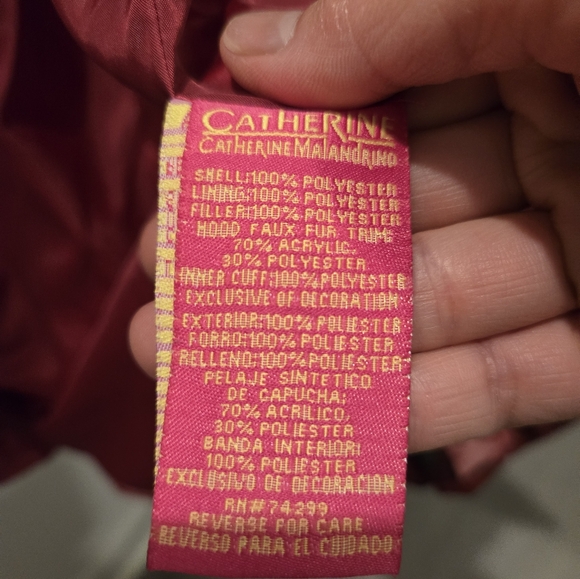 CATHERINE
CATHERINE MALANDRINO
SHELL:100% POLYESTER
LINING:100% POLYESTER
FILLER:100% POLYESTER
HOOD FAUX FUR TRIM:
70% ACRYLIC,
30% POLYESTER
INNER CUFF:100%POLYESTER
EXCLUSIVE OF DECORATION
EXTERIOR:100% POLIESTER
FORRO:100% POLIESTER
RELLENO:100%POLIESTER
PELAJE SINTETICO
DE CAPUCHA:
70% ACRILICO,
30% POLIESTER
BANDA INTERIOR:
100% POLIESTER
EXCLUSIVO DE DECORACION
RN#74299
REVERSE FOR CARE
REVERSO PARA EL CUIDADO